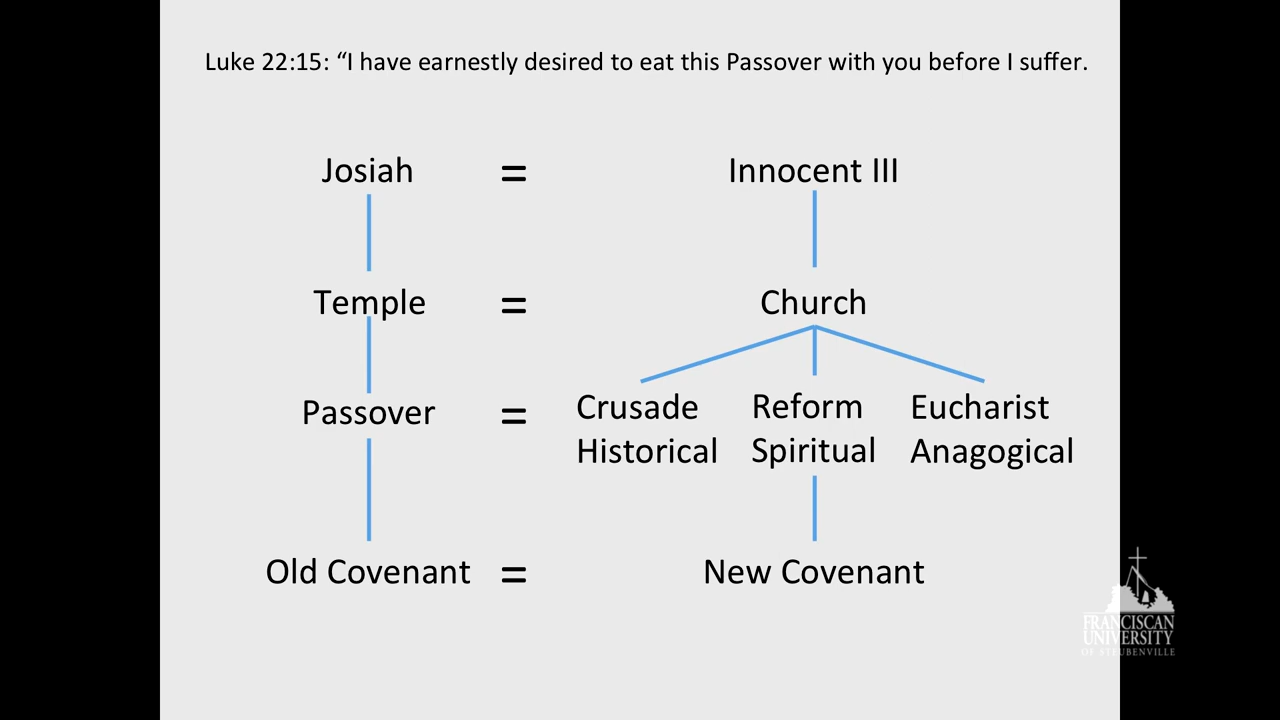 Luke 22:15: “I have earnestly desired to eat this Passover with you before I suffer.
Josiah = Innocent III
Temple = Church
Passover =
Crusade
Historical
Reform
Spiritual
Eucharist
Anagogical
Old Covenant = New Covenant
FRANCISCAN
UNIVERSITY
OF STEUBENVILLE